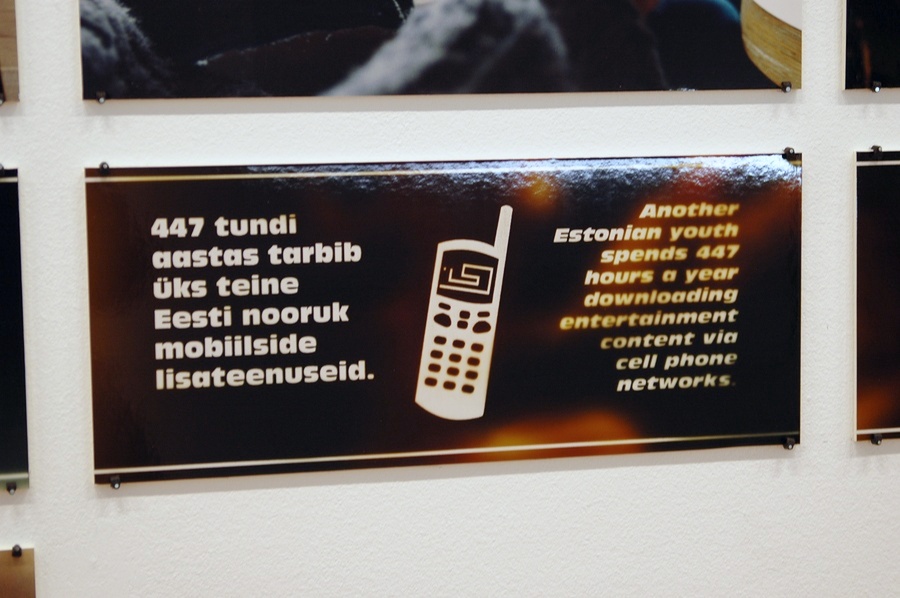 447 tundi
aastas tarbib
üks teine
Eesti nooruk
mobiilside
lisateenuseid.
Another
Estonian youth
spends 447
hours a year
downloading
entertainment
content via
cell phone
networks.